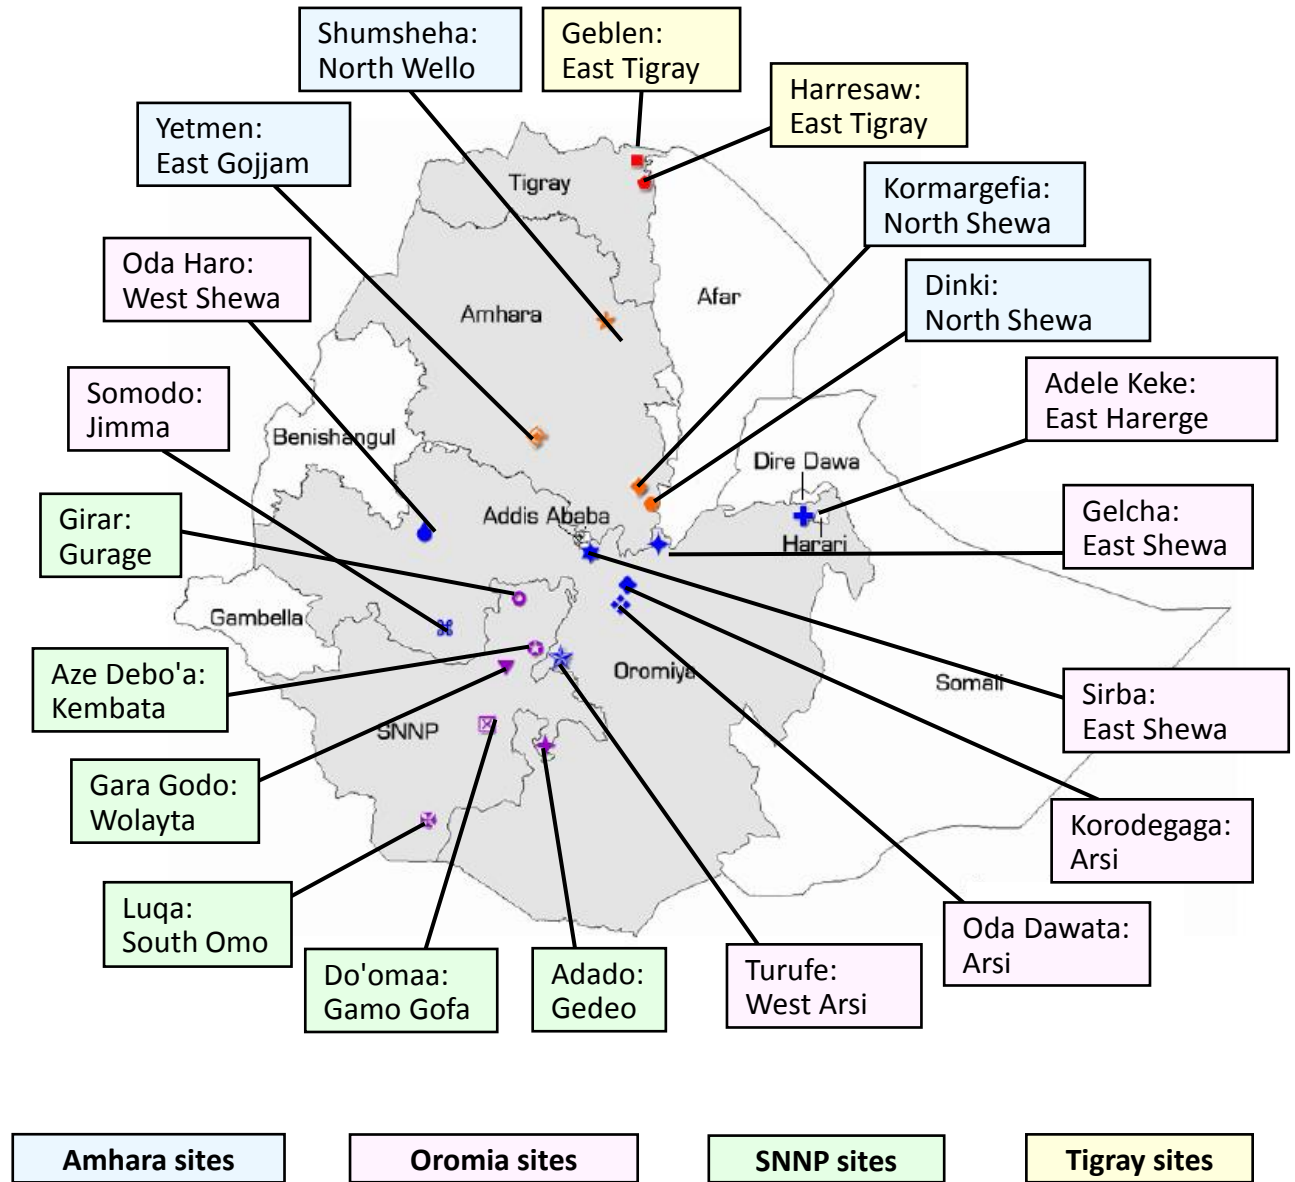 Shumsheha:
North Wello
Geblen:
East Tigray
Harresaw:
East Tigray
Yetmen:
East Gojjam
Kormargefia:
North Shewa
Tigray
Oda Haro:
West Shewa
Dinki:
North Shewa
Afar
Amhara
Somodo:
Jimma
Adele Keke:
East Harerge
Benishangul
Dire Dawa
Girar:
Gurage
Addis Ababa
Harari
Gelcha:
East Shewa
Gambella
Aze Debo'a:
Kembata
Oromiya
Somali
Sirba:
East Shewa
SNNP
Gara Godo:
Wolayta
Korodegaga:
Arsi
Luqa:
South Omo
Do'omaa:
Gamo Gofa
Adado:
Gedeo
Turufe:
West Arsi
Oda Dawata:
Arsi
Amhara sites
Oromia sites
SNNP sites
Tigray sites